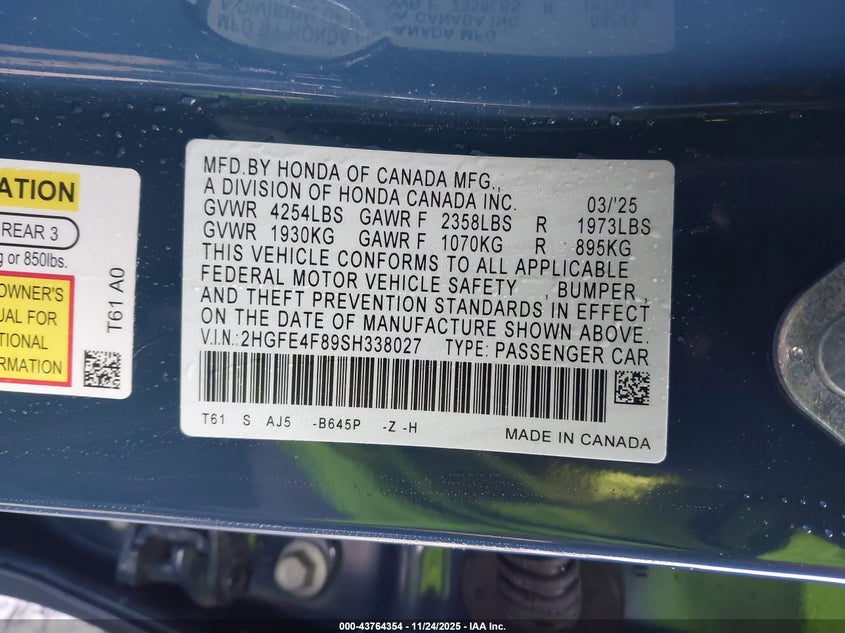 MFD.BY HONDA OF CANADA MFG.,
A DIVISION OF HONDA CANADA INC. 03/'25
GVWR 4254LBS GAWR F 2358LBS R 1973LBS
GVWR 1930KG GAWR F 1070KG R 895KG
THIS VEHICLE CONFORMS TO ALL APPLICABLE
FEDERAL MOTOR VEHICLE SAFETY , BUMPER,
AND THEFT PREVENTION STANDARDS IN EFFECT
ON THE DATE OF MANUFACTURE SHOWN ABOVE.
V.I.N.: 2HGFE4F89SH338027 TYPE: PASSENGER CAR
T61 S AJ5 -B645P -Z -H
MADE IN CANADA
ATION
REAR 3
g or 850lbs.
OWNER'S
UAL FOR
TIONAL
RMATION
T61 A0
000-43764354 | 11/24/2025 | IAA Inc.